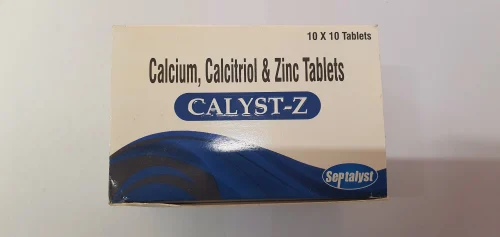 10 X 10 Tablets
Calcium, Calcitriol & Zinc Tablets
CALYST-Z
Septalyst